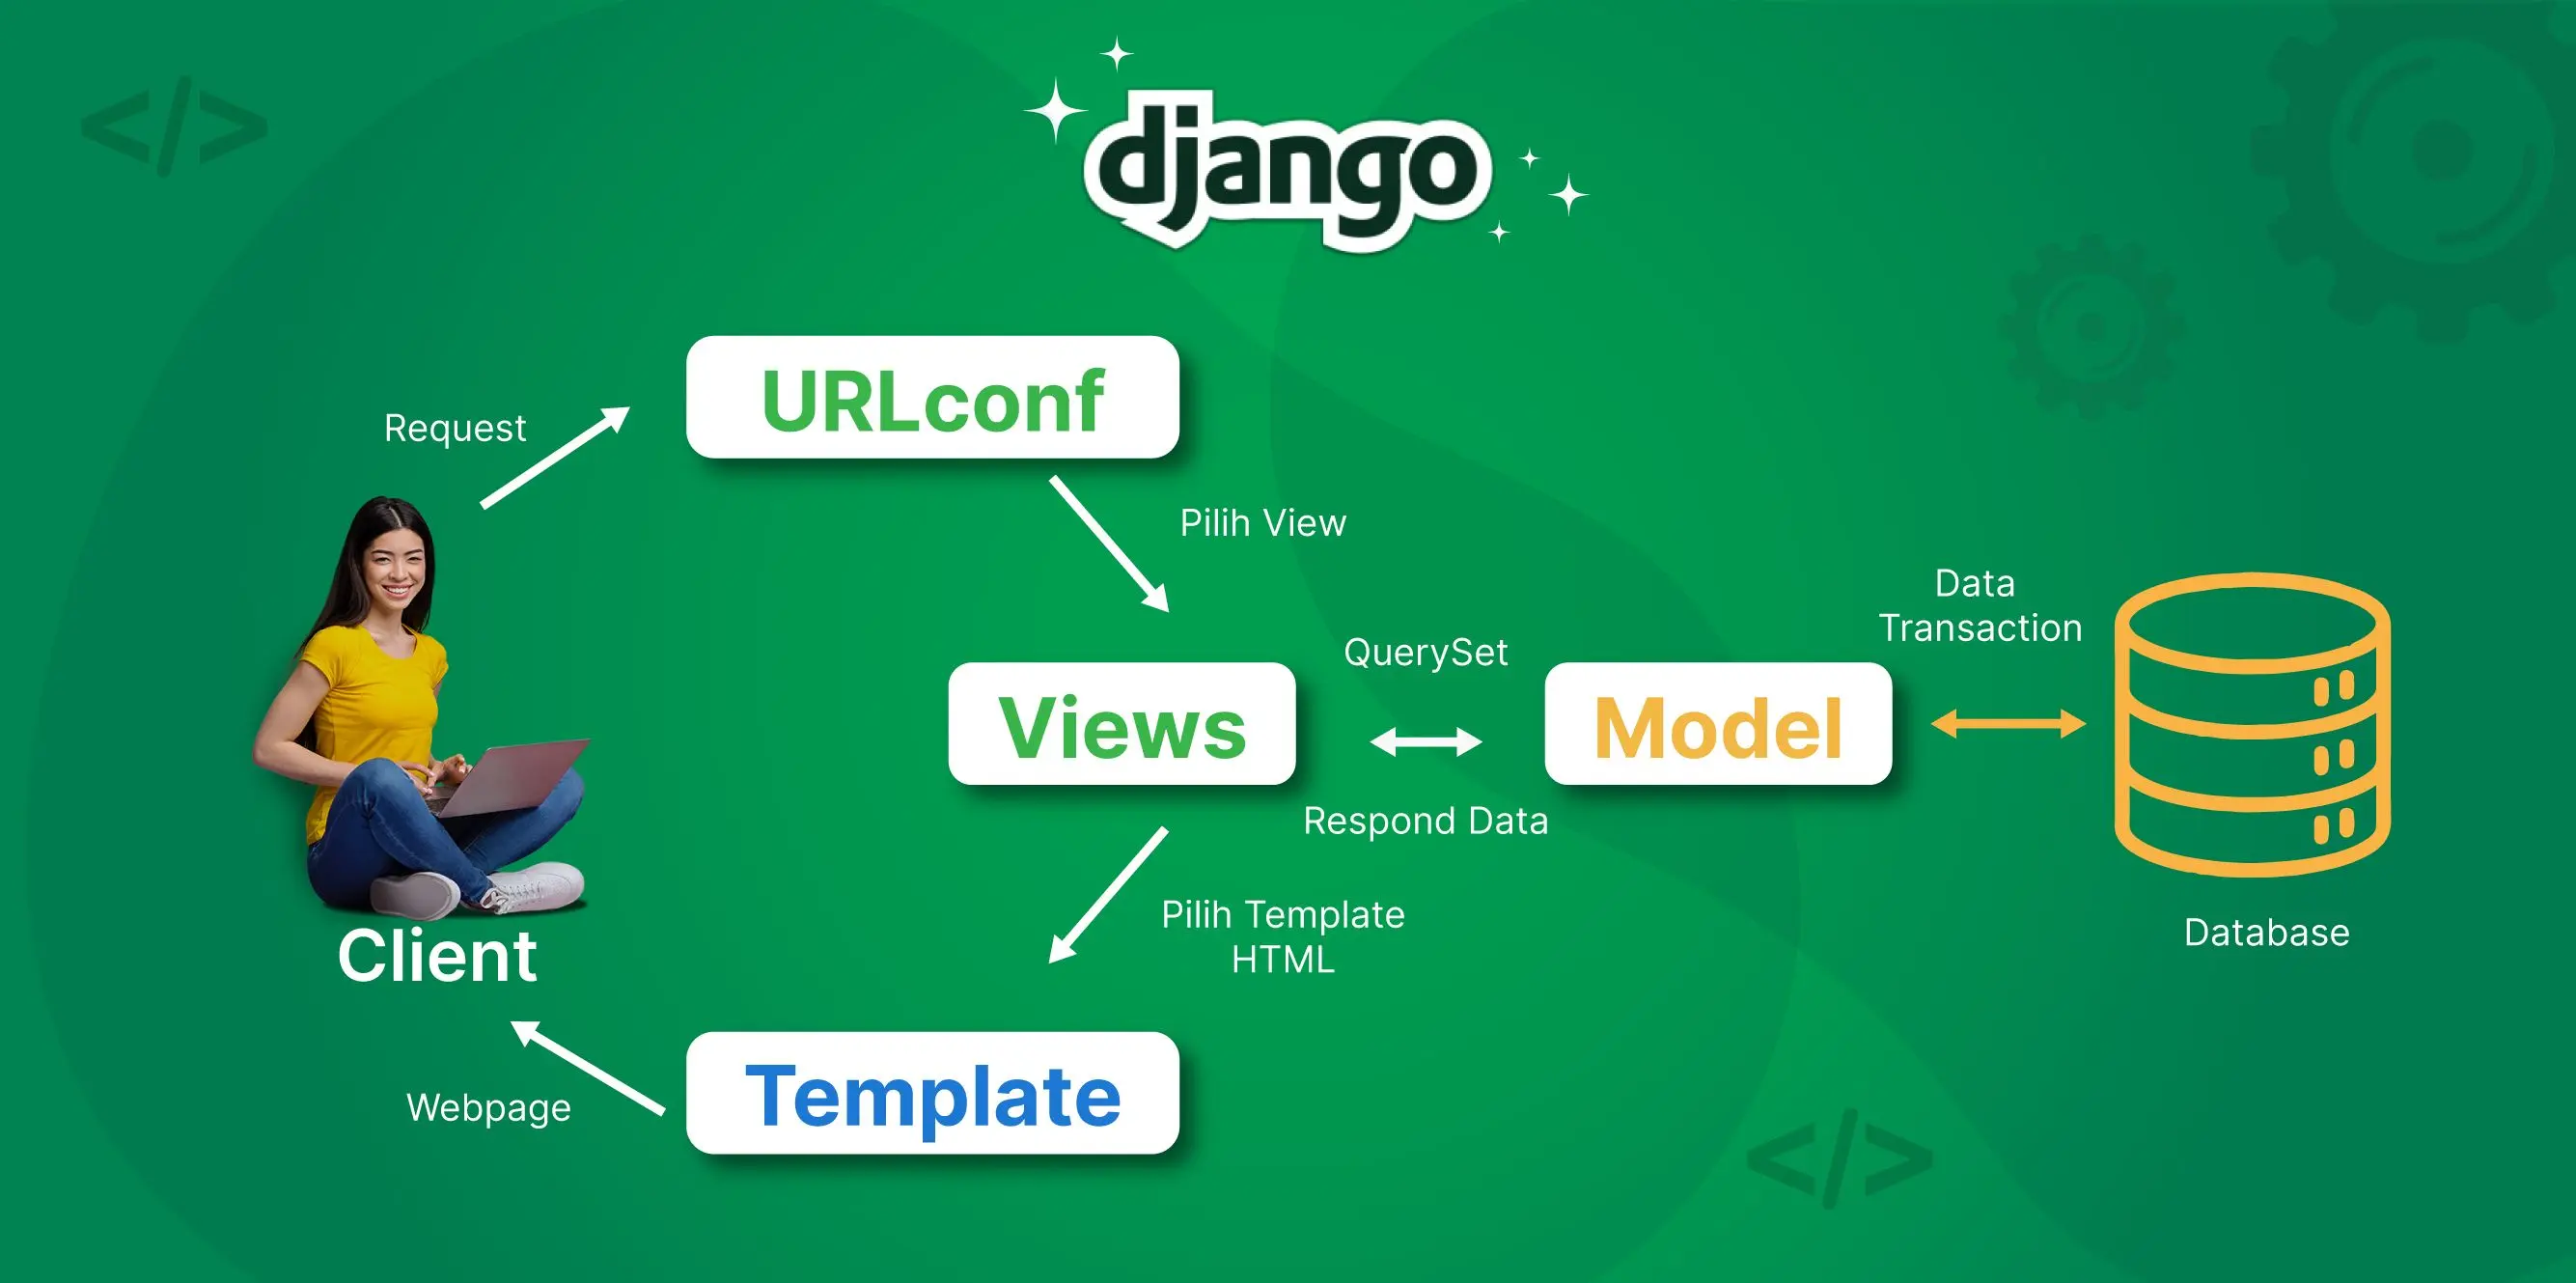 django
URLconf
Request
Pilih View
Data
Transaction
QuerySet
Views
Model
Respond Data
Pilih Template
HTML
Database
Client
Template
Webpage